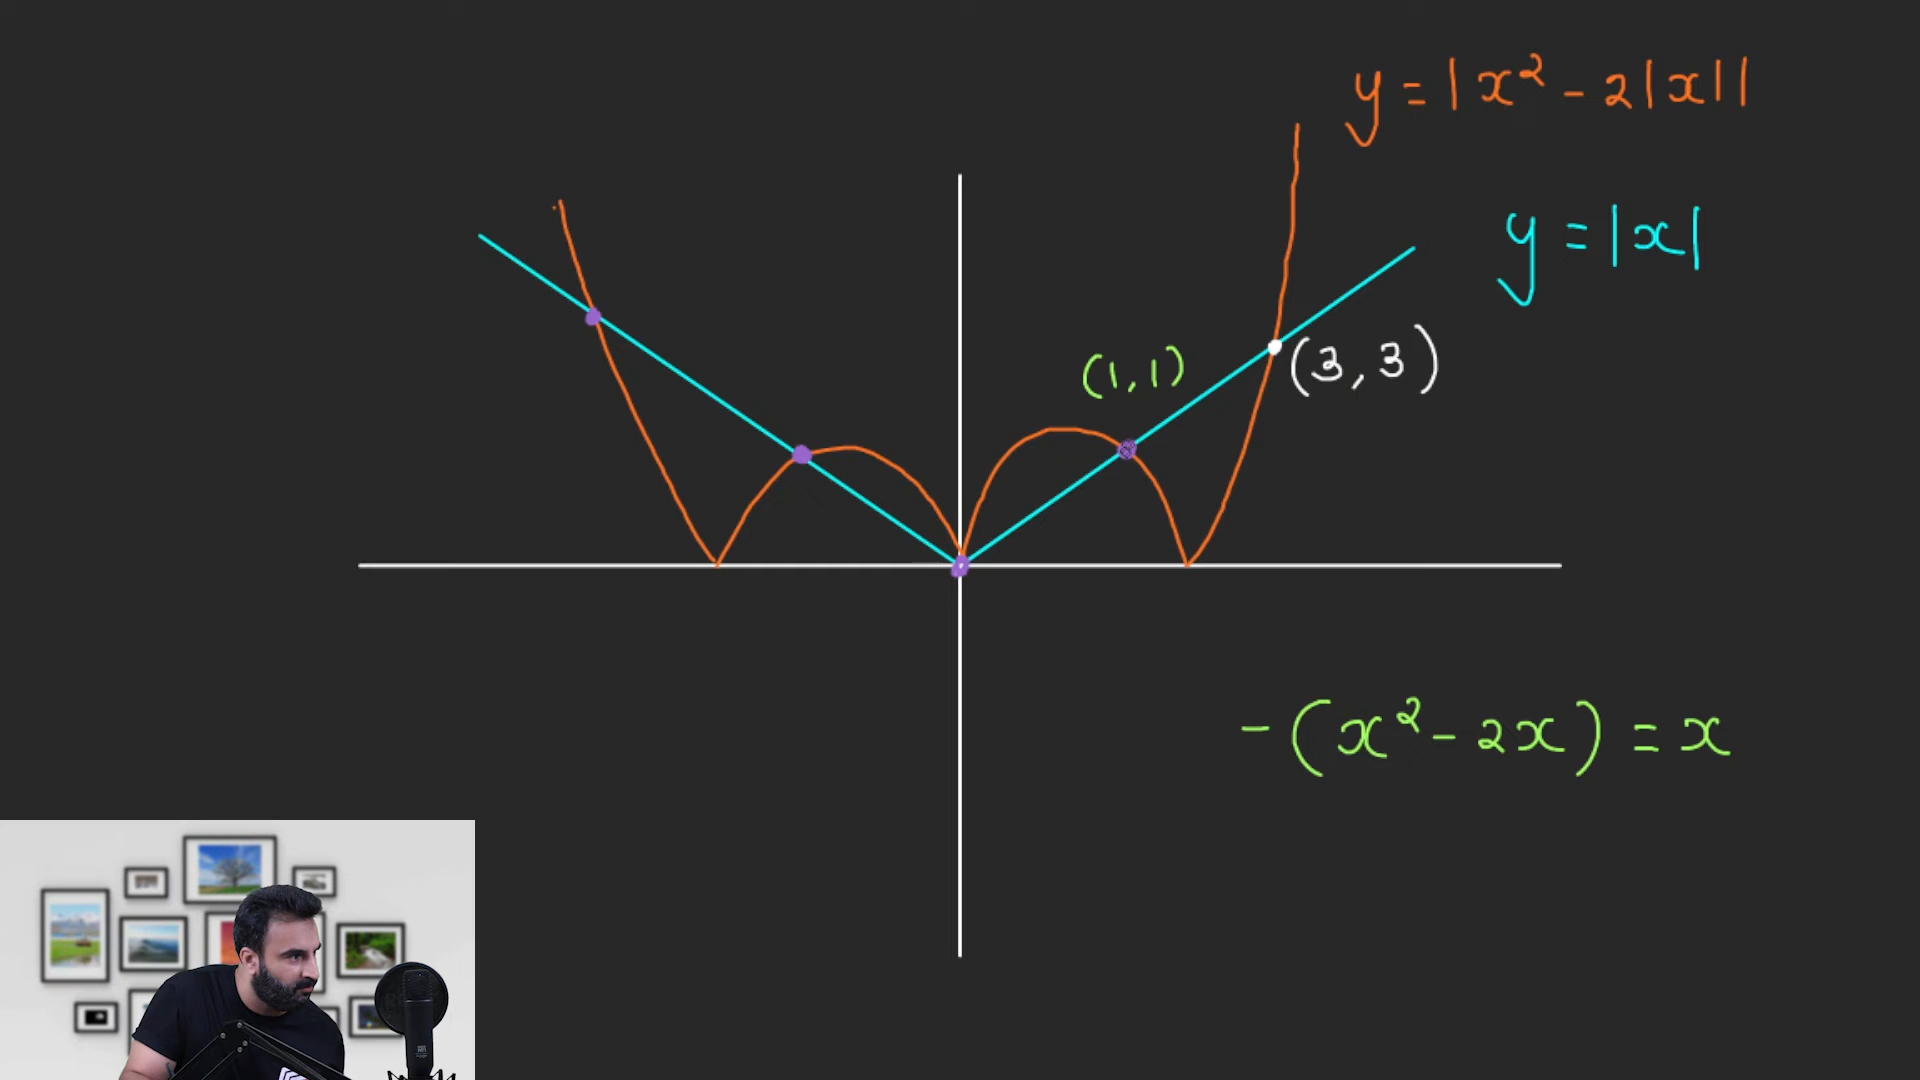 y = |x² - 2|x||
y = |x|
(1,1)
(3,3)
-(x² - 2x) = x